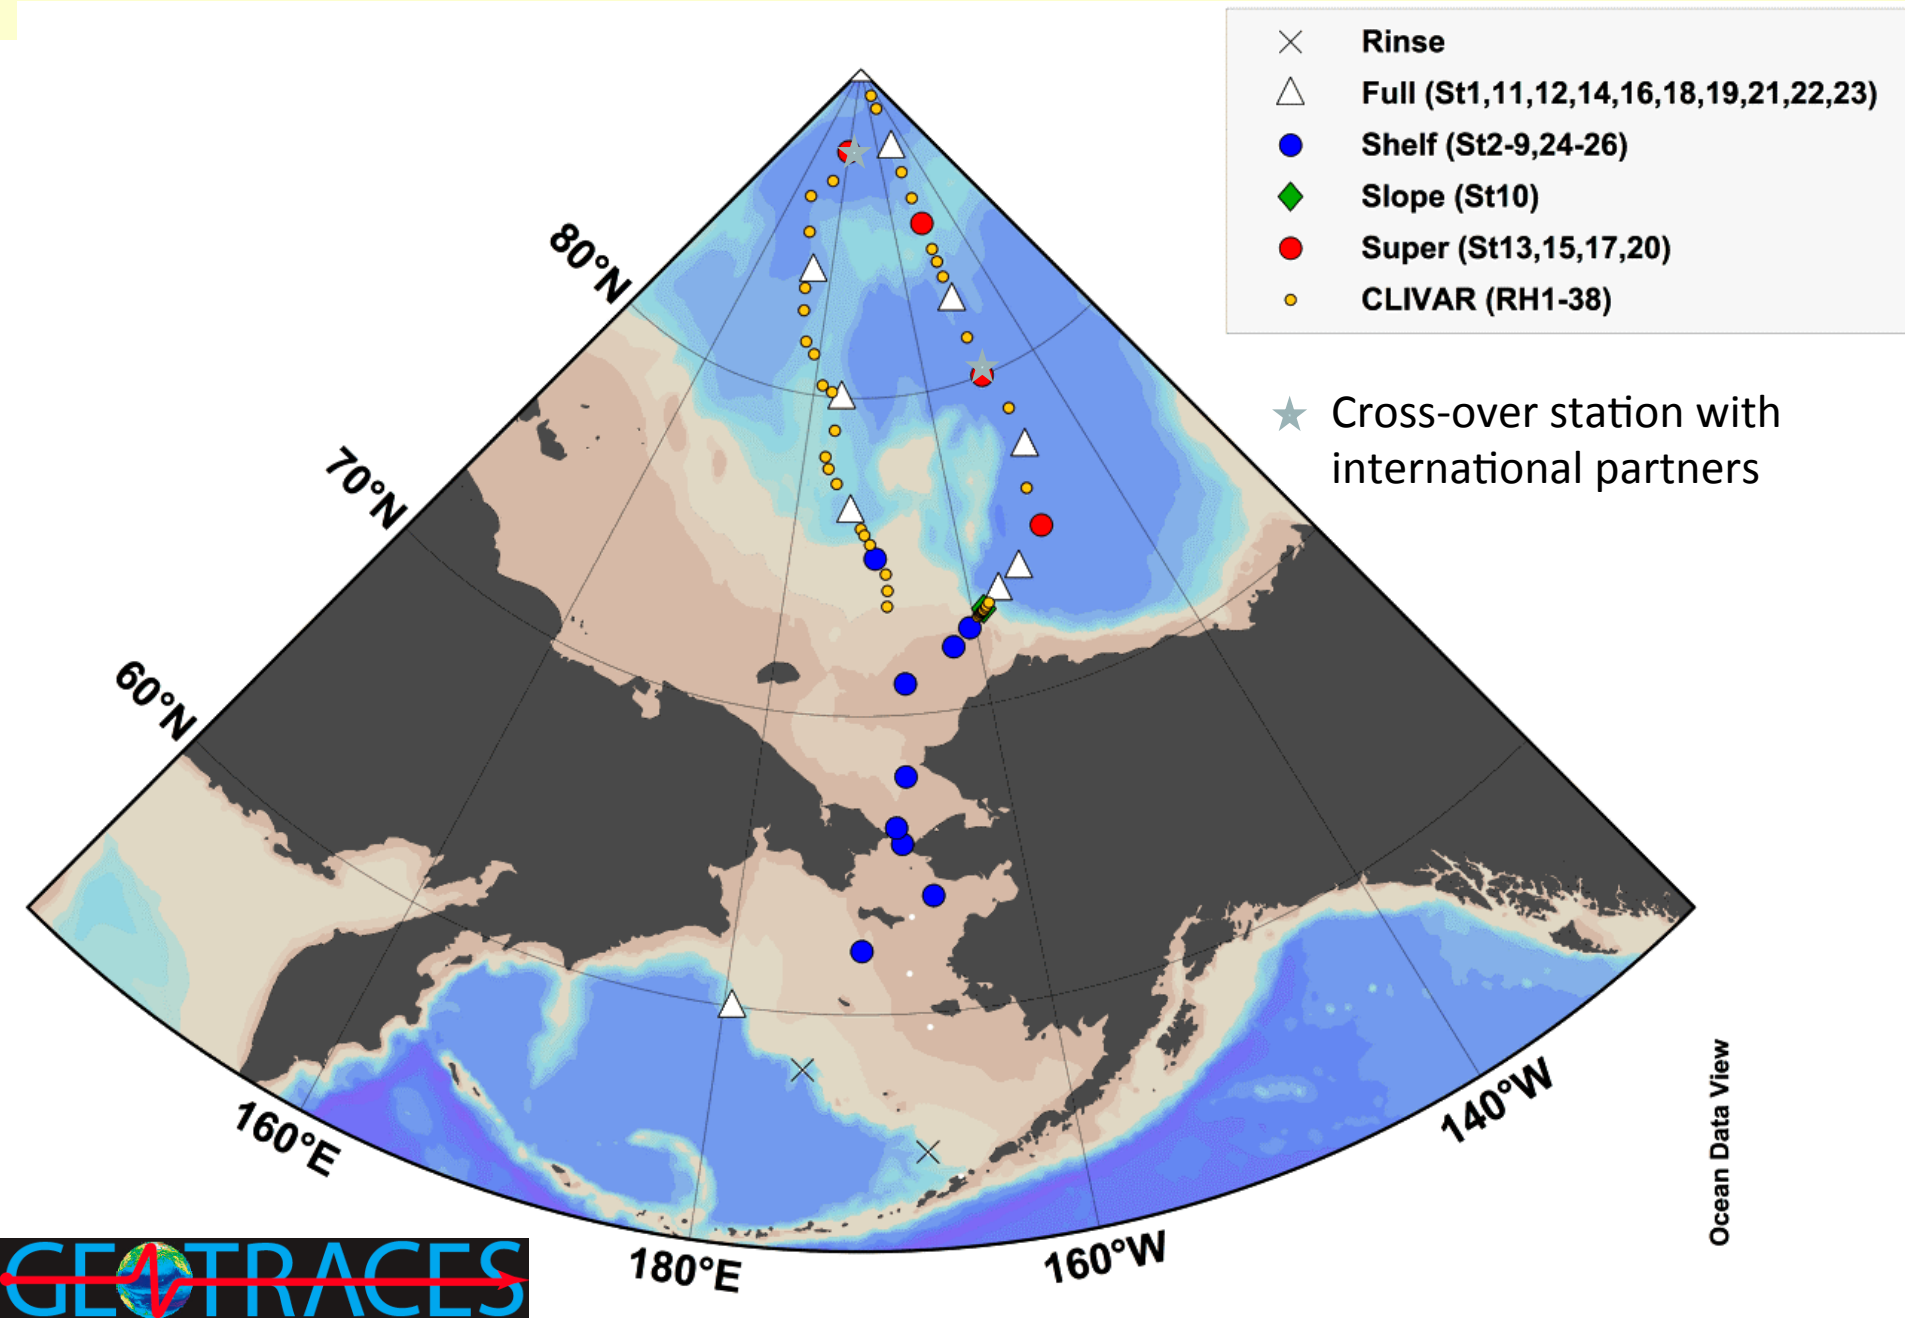 Rinse
Full (St1,11,12,14,16,18,19,21,22,23)
Shelf (St2-9,24-26)
Slope (St10)
Super (St13,15,17,20)
CLIVAR (RH1-38)
Cross-over station with
international partners
80°N
70°N
60°N
160°E
180°E
160°W
140°W
Ocean Data View
GEOTRACES